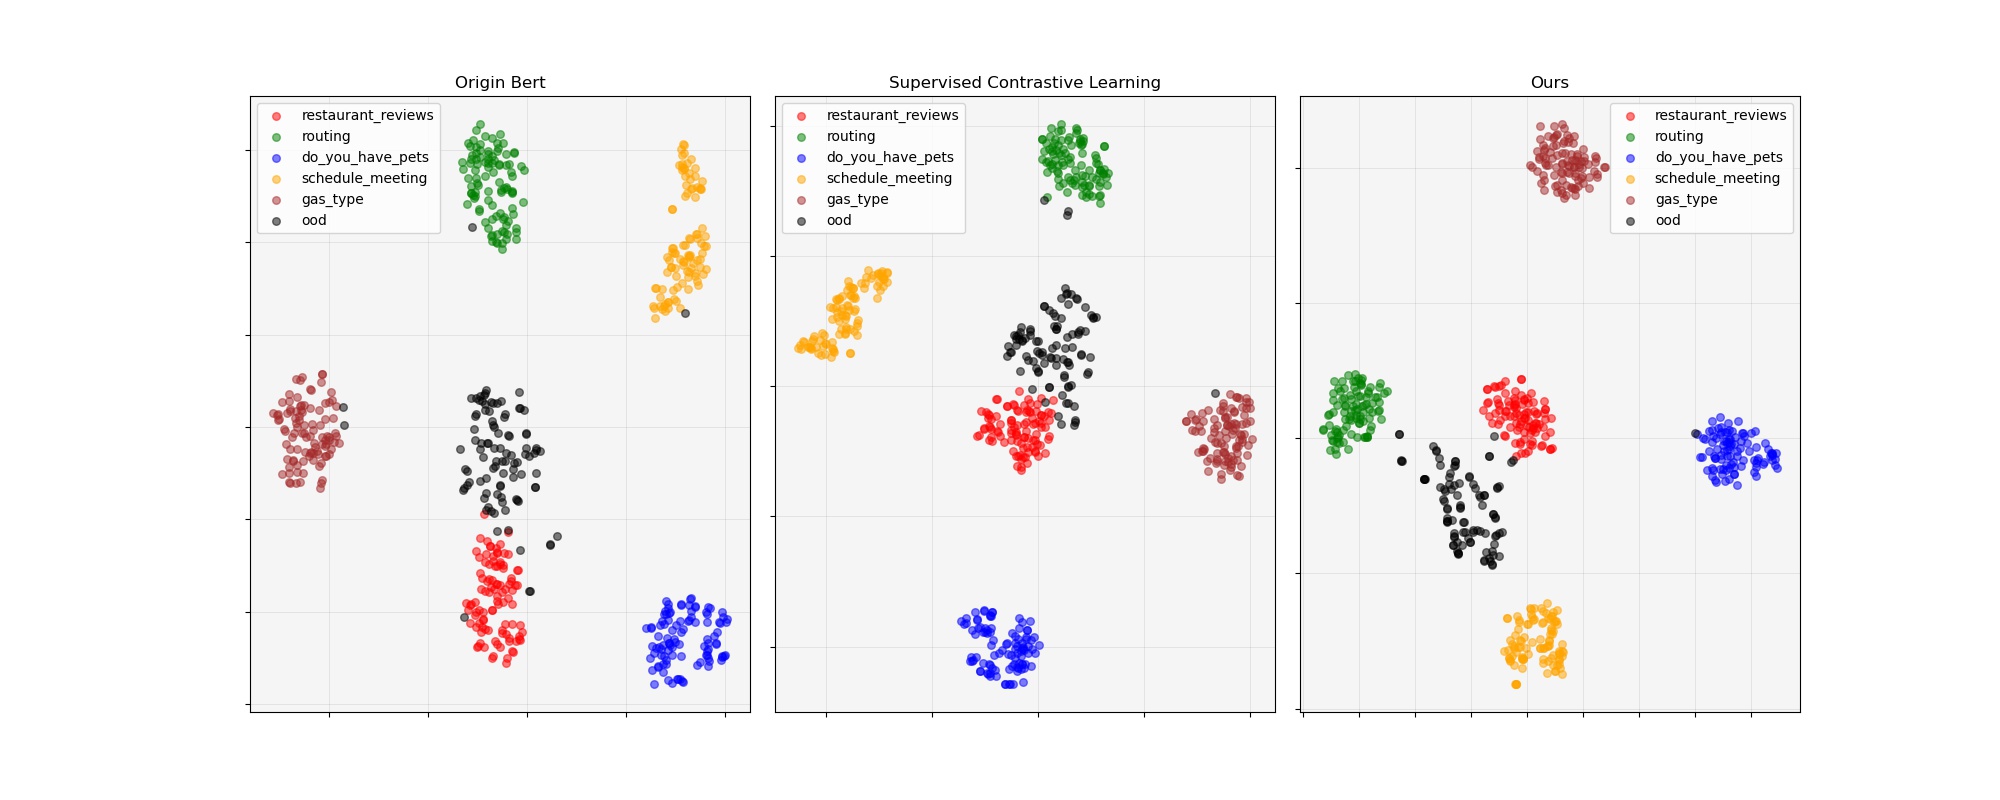 Origin Bert
restaurant_reviews
routing
do_you_have_pets
schedule_meeting
gas_type
ood
Supervised Contrastive Learning
restaurant_reviews
routing
do_you_have_pets
schedule_meeting
gas_type
ood
Ours
restaurant_reviews
routing
do_you_have_pets
schedule_meeting
gas_type
ood